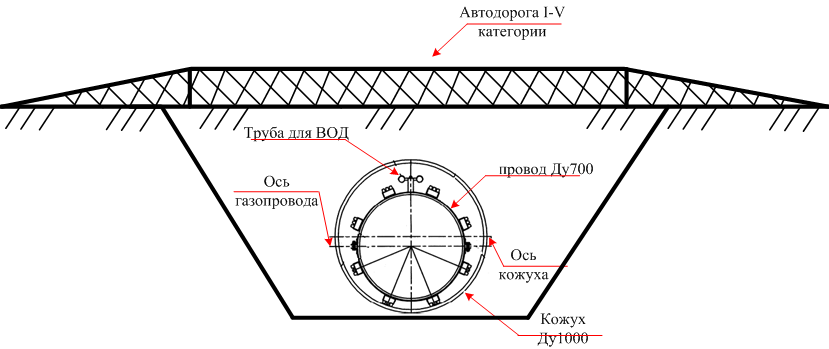 Автодорога I-V
категории
Труба для ВОД
провод Ду700
Ось
газопровода
Ось
кожуха
Кожух
Ду1000